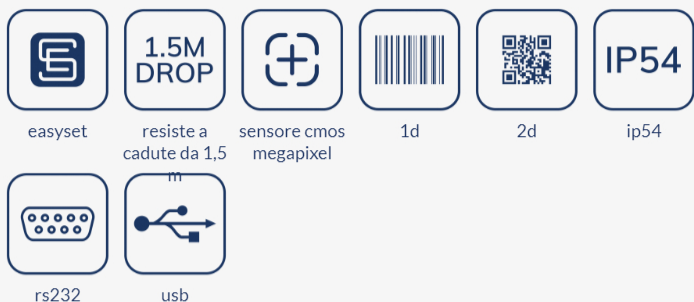 1.5M
DROP
IP54
easyset
resiste a
cadute da 1,5
m
sensore cmos
megapixel
1d
2d
ip54
rs232
usb